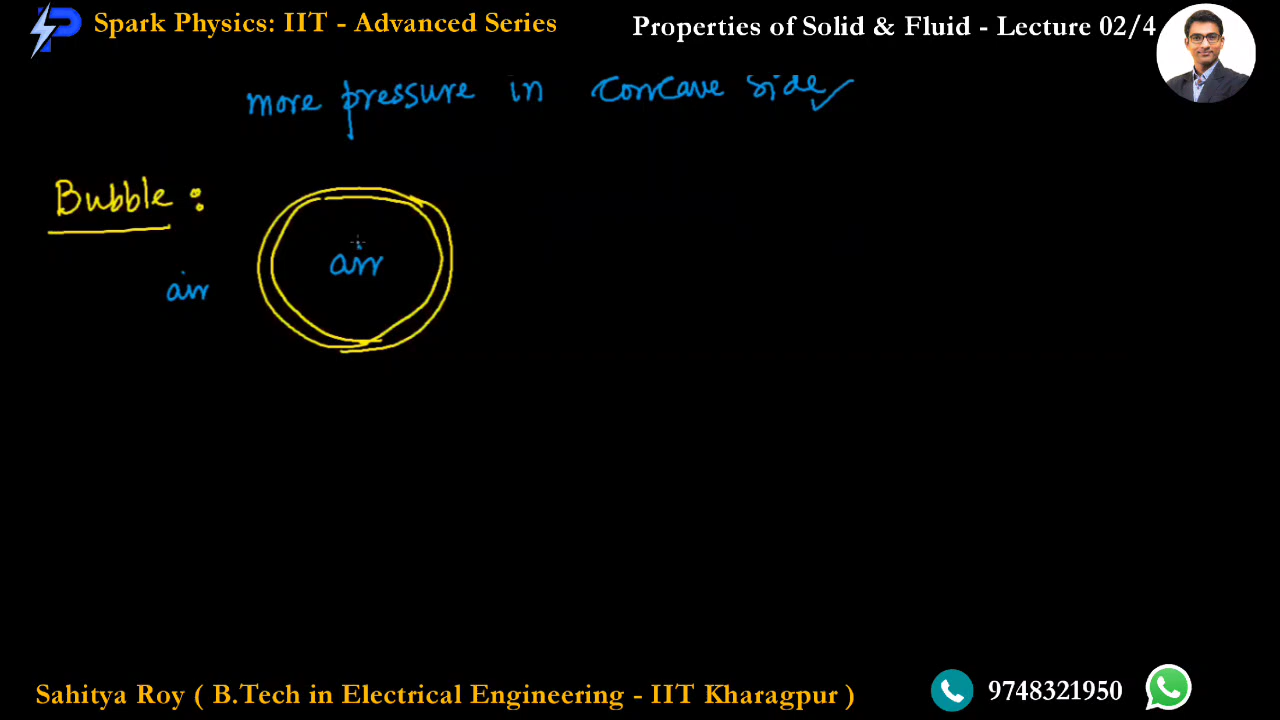 Spark Physics: IIT - Advanced Series
Properties of Solid & Fluid - Lecture 02/4
more pressure in concave side
Bubble :
air
air
Sahitya Roy ( B.Tech in Electrical Engineering - IIT Kharagpur )
9748321950